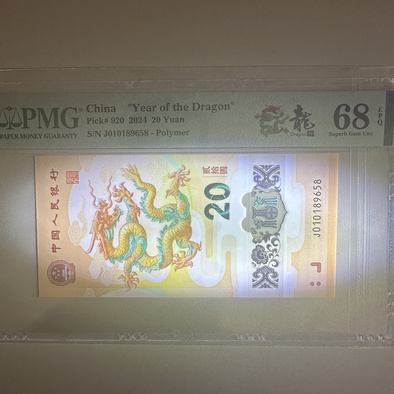 PMG
PAPER MONEY GUARANTY
China "Year of the Dragon"
Pick# 920 2024 20 Yuan
S/N J010189658 - Polymer
龍
Dragon
68
EPQ
Superb Gem Unc
中国人民银行
贰拾圆
20
J010189658